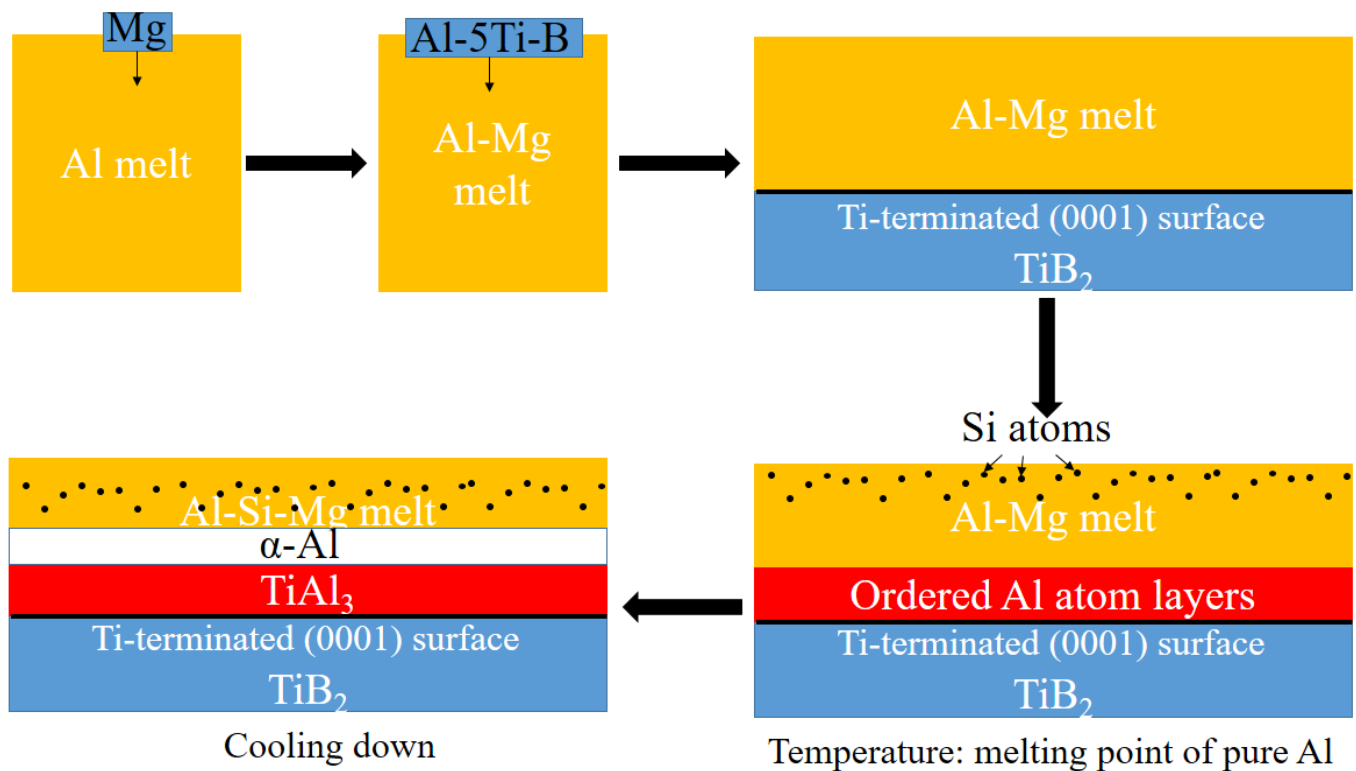 Mg
Al melt
Al-5Ti-B
Al-Mg
melt
Al-Mg melt
Ti-terminated (0001) surface
TiB₂
Si atoms
Al-Mg melt
Ordered Al atom layers
Ti-terminated (0001) surface
TiB₂
Temperature: melting point of pure Al
Al-Si-Mg melt
α-Al
TiAl₃
Ti-terminated (0001) surface
TiB₂
Cooling down